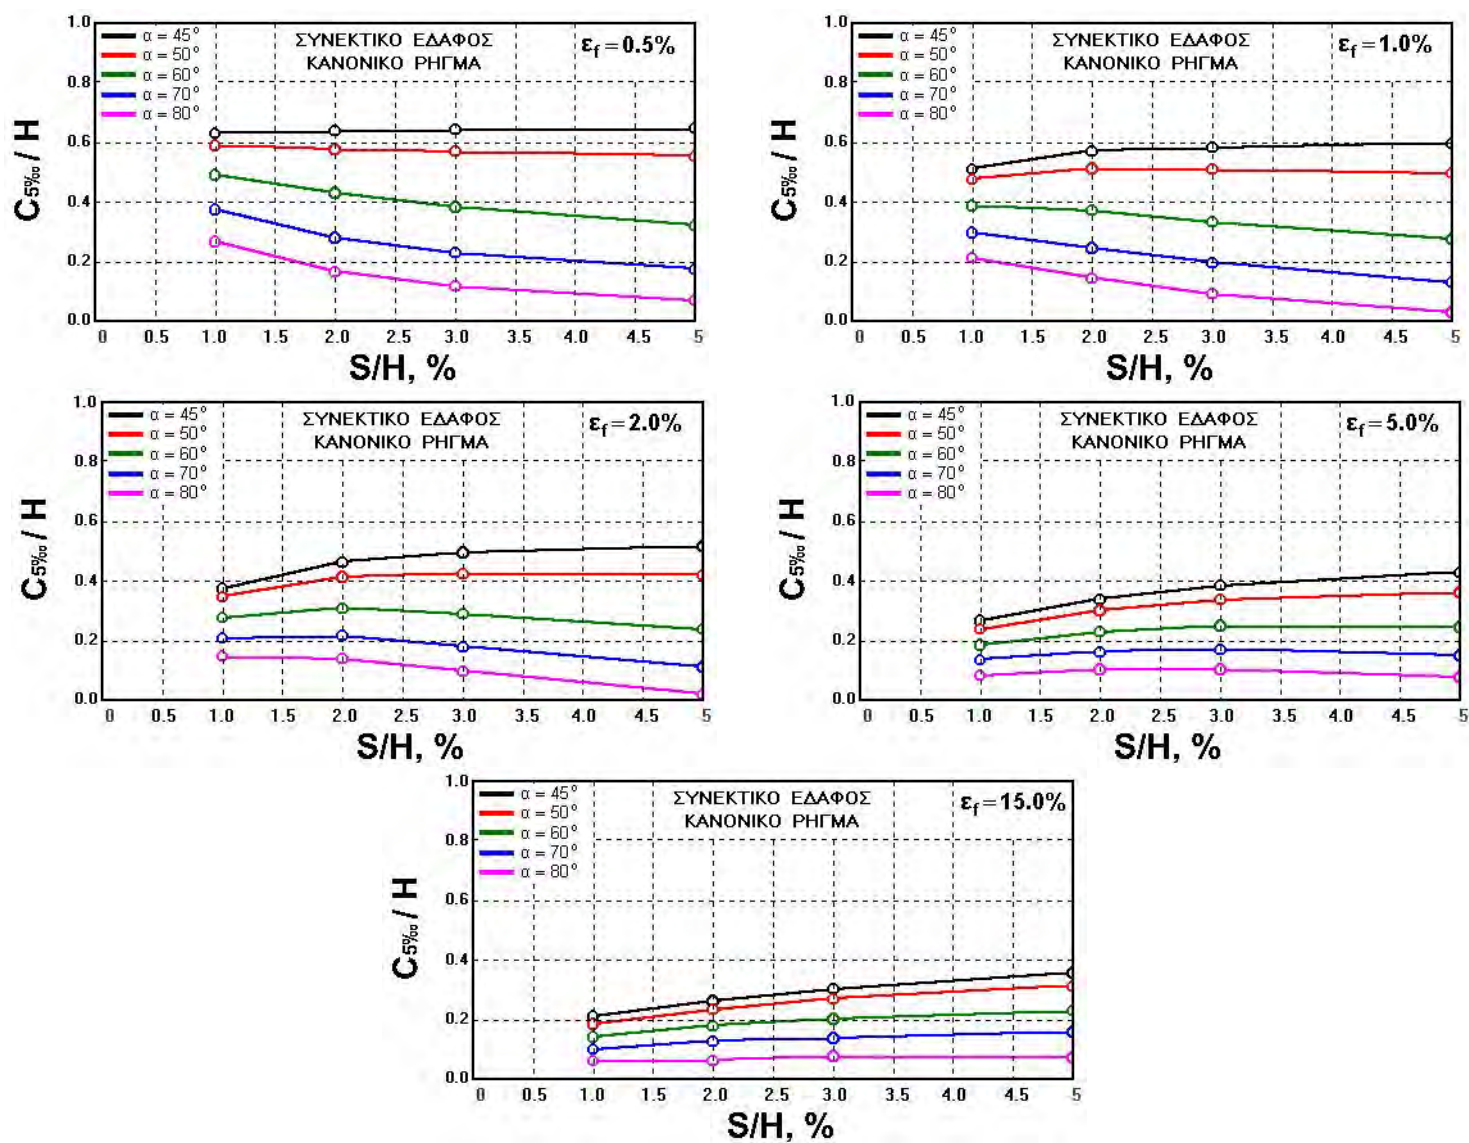 α = 45°
α = 50°
α = 60°
α = 70°
α = 80°
ΣΥΝΕΚΤΙΚΟ ΕΔΑΦΟΣ
ΚΑΝΟΝΙΚΟ ΡΗΓΜΑ
εf = 0.5%
1.0
0.8
0.6
0.4
0.2
0.0
C5‰ / H
0 0.5 1.0 1.5 2.0 2.5 3.0 3.5 4.0 4.5 5
S/H, %
α = 45°
α = 50°
α = 60°
α = 70°
α = 80°
ΣΥΝΕΚΤΙΚΟ ΕΔΑΦΟΣ
ΚΑΝΟΝΙΚΟ ΡΗΓΜΑ
εf = 1.0%
1.0
0.8
0.6
0.4
0.2
0.0
C5‰ / H
0 0.5 1.0 1.5 2.0 2.5 3.0 3.5 4.0 4.5 5
S/H, %
α = 45°
α = 50°
α = 60°
α = 70°
α = 80°
ΣΥΝΕΚΤΙΚΟ ΕΔΑΦΟΣ
ΚΑΝΟΝΙΚΟ ΡΗΓΜΑ
εf = 2.0%
1.0
0.8
0.6
0.4
0.2
0.0
C5‰ / H
0 0.5 1.0 1.5 2.0 2.5 3.0 3.5 4.0 4.5 5
S/H, %
α = 45°
α = 50°
α = 60°
α = 70°
α = 80°
ΣΥΝΕΚΤΙΚΟ ΕΔΑΦΟΣ
ΚΑΝΟΝΙΚΟ ΡΗΓΜΑ
εf = 5.0%
1.0
0.8
0.6
0.4
0.2
0.0
C5‰ / H
0 0.5 1.0 1.5 2.0 2.5 3.0 3.5 4.0 4.5 5
S/H, %
α = 45°
α = 50°
α = 60°
α = 70°
α = 80°
ΣΥΝΕΚΤΙΚΟ ΕΔΑΦΟΣ
ΚΑΝΟΝΙΚΟ ΡΗΓΜΑ
εf = 15.0%
1.0
0.8
0.6
0.4
0.2
0.0
C5‰ / H
0 0.5 1.0 1.5 2.0 2.5 3.0 3.5 4.0 4.5 5
S/H, %